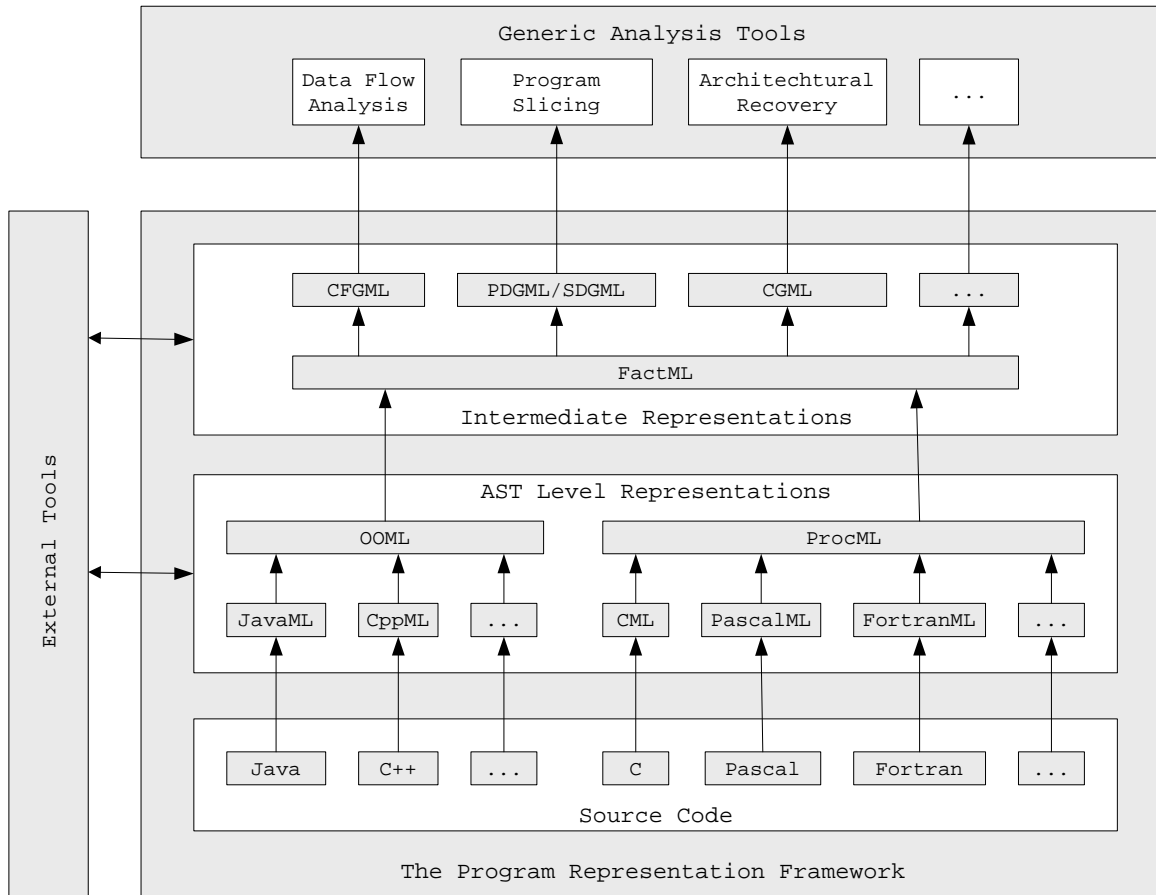 Generic Analysis Tools
Data Flow
Analysis
Program
Slicing
Architechtural
Recovery
...
CFGML
PDGML/SDGML
CGML
...
FactML
Intermediate Representations
External Tools
AST Level Representations
OOML
ProcML
JavaML
CppML
...
CML
PascalML
FortranML
...
Java
C++
...
C
Pascal
Fortran
...
Source Code
The Program Representation Framework